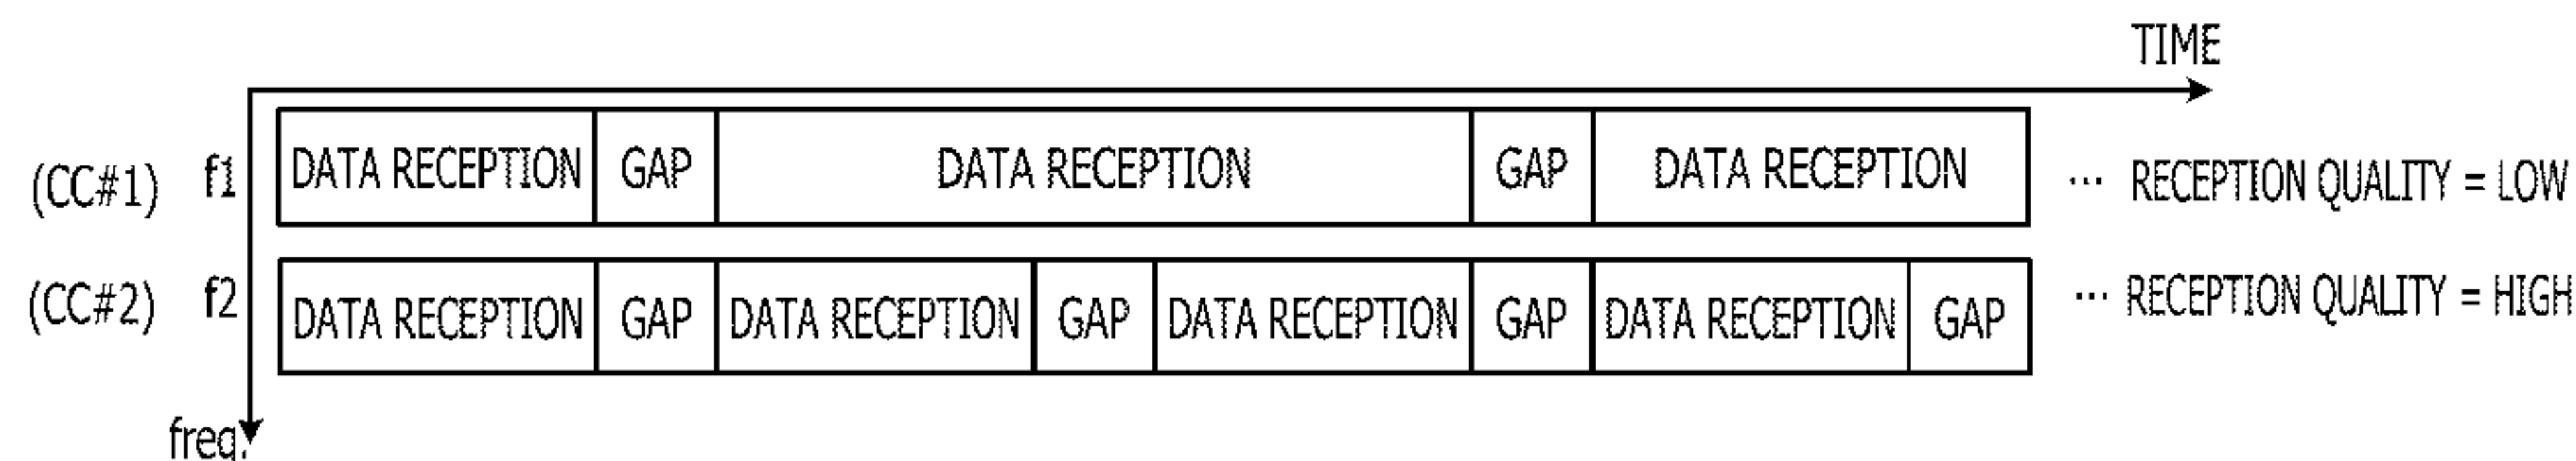 TIME
(CC#1) f1 DATA RECEPTION GAP DATA RECEPTION GAP DATA RECEPTION ... RECEPTION QUALITY = LOW
(CC#2) f2 DATA RECEPTION GAP DATA RECEPTION GAP DATA RECEPTION GAP DATA RECEPTION GAP ... RECEPTION QUALITY = HIGH
freq.